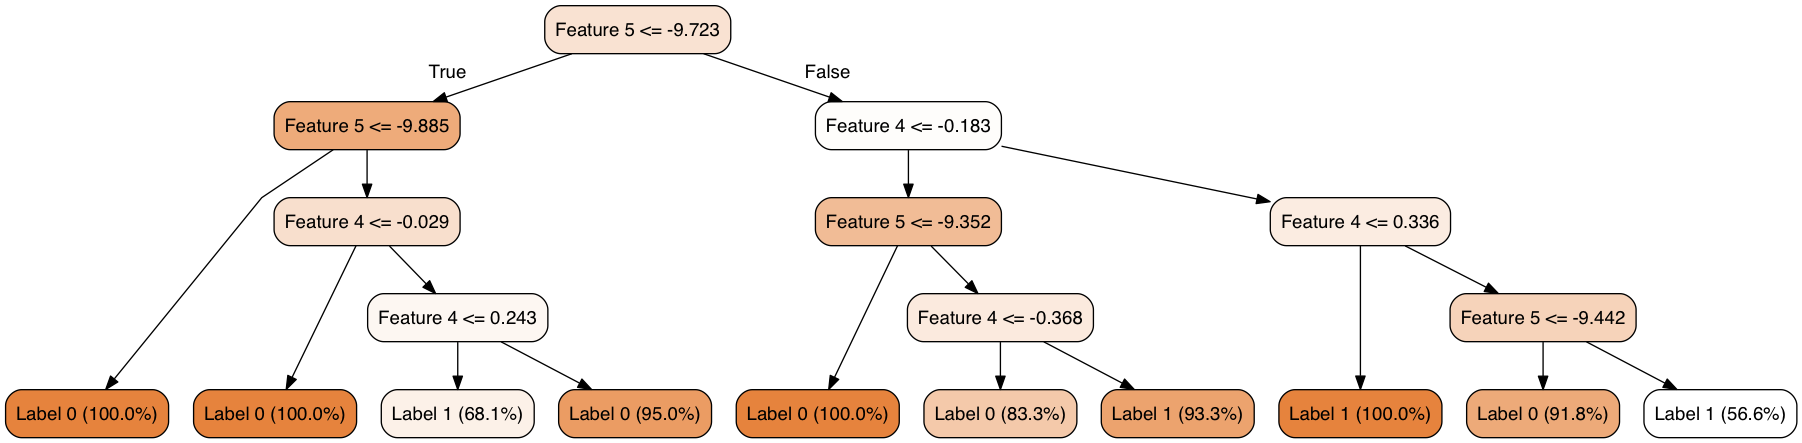 Feature 5 <= -9.723
True
False
Feature 5 <= -9.885
Feature 4 <= -0.183
Feature 4 <= -0.029
Feature 5 <= -9.352
Feature 4 <= 0.336
Feature 4 <= 0.243
Feature 4 <= -0.368
Feature 5 <= -9.442
Label 0 (100.0%)
Label 0 (100.0%)
Label 1 (68.1%)
Label 0 (95.0%)
Label 0 (100.0%)
Label 0 (83.3%)
Label 1 (93.3%)
Label 1 (100.0%)
Label 0 (91.8%)
Label 1 (56.6%)